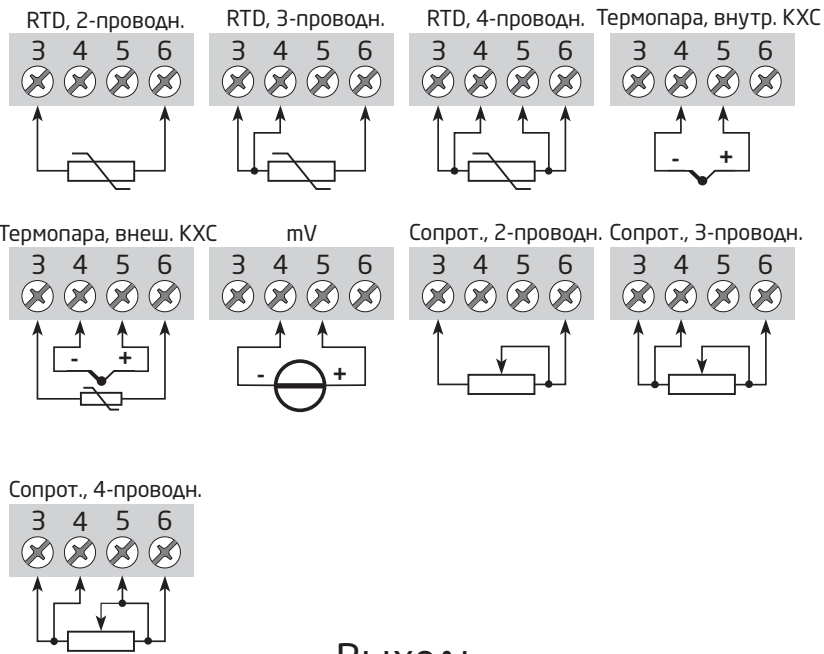 RTD, 2-проводн. RTD, 3-проводн. RTD, 4-проводн. Термопара, внутр. КХС
3 4 5 6 3 4 5 6 3 4 5 6 3 4 5 6
- +
Термопара, внеш. КХС mV Сопрот., 2-проводн. Сопрот., 3-проводн.
3 4 5 6 3 4 5 6 3 4 5 6 3 4 5 6
- + - +
Сопрот., 4-проводн.
3 4 5 6